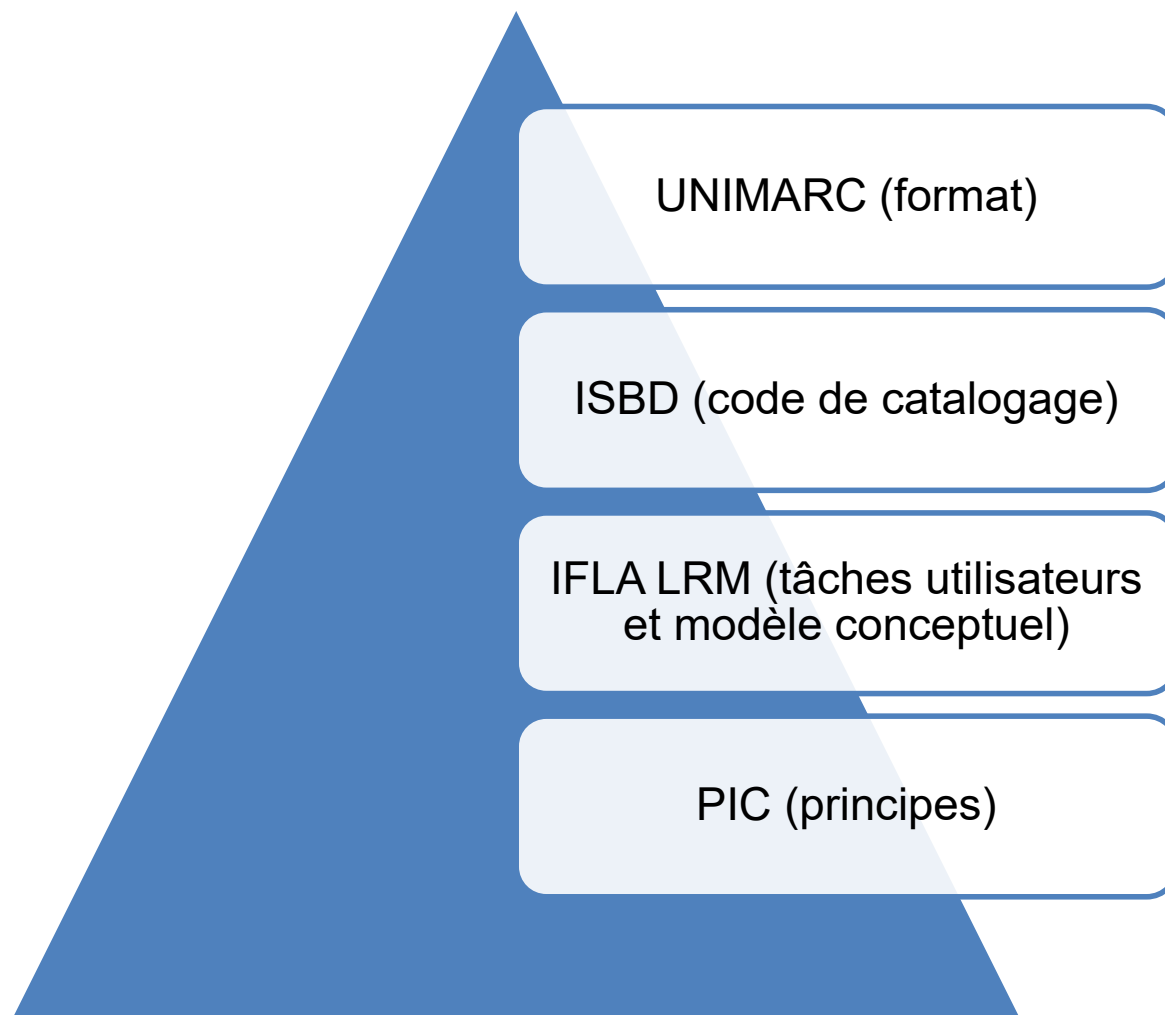 UNIMARC (format)
ISBD (code de catalogage)
IFLA LRM (tâches utilisateurs
et modèle conceptuel)
PIC (principes)